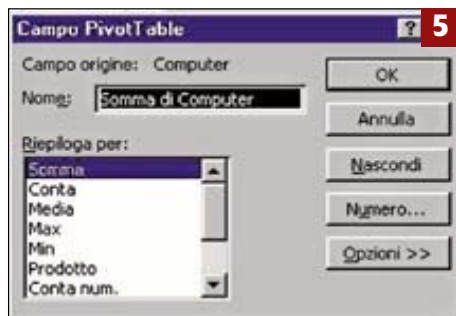 Campo PivotTable
?
5
Campo origine: Computer
Nome: Somma di Computer
Riepiloga per:
Somma
Conta
Media
Max
Min
Prodotto
Conta num.
OK
Annulla
Nascondi
Numero...
Opzioni >>